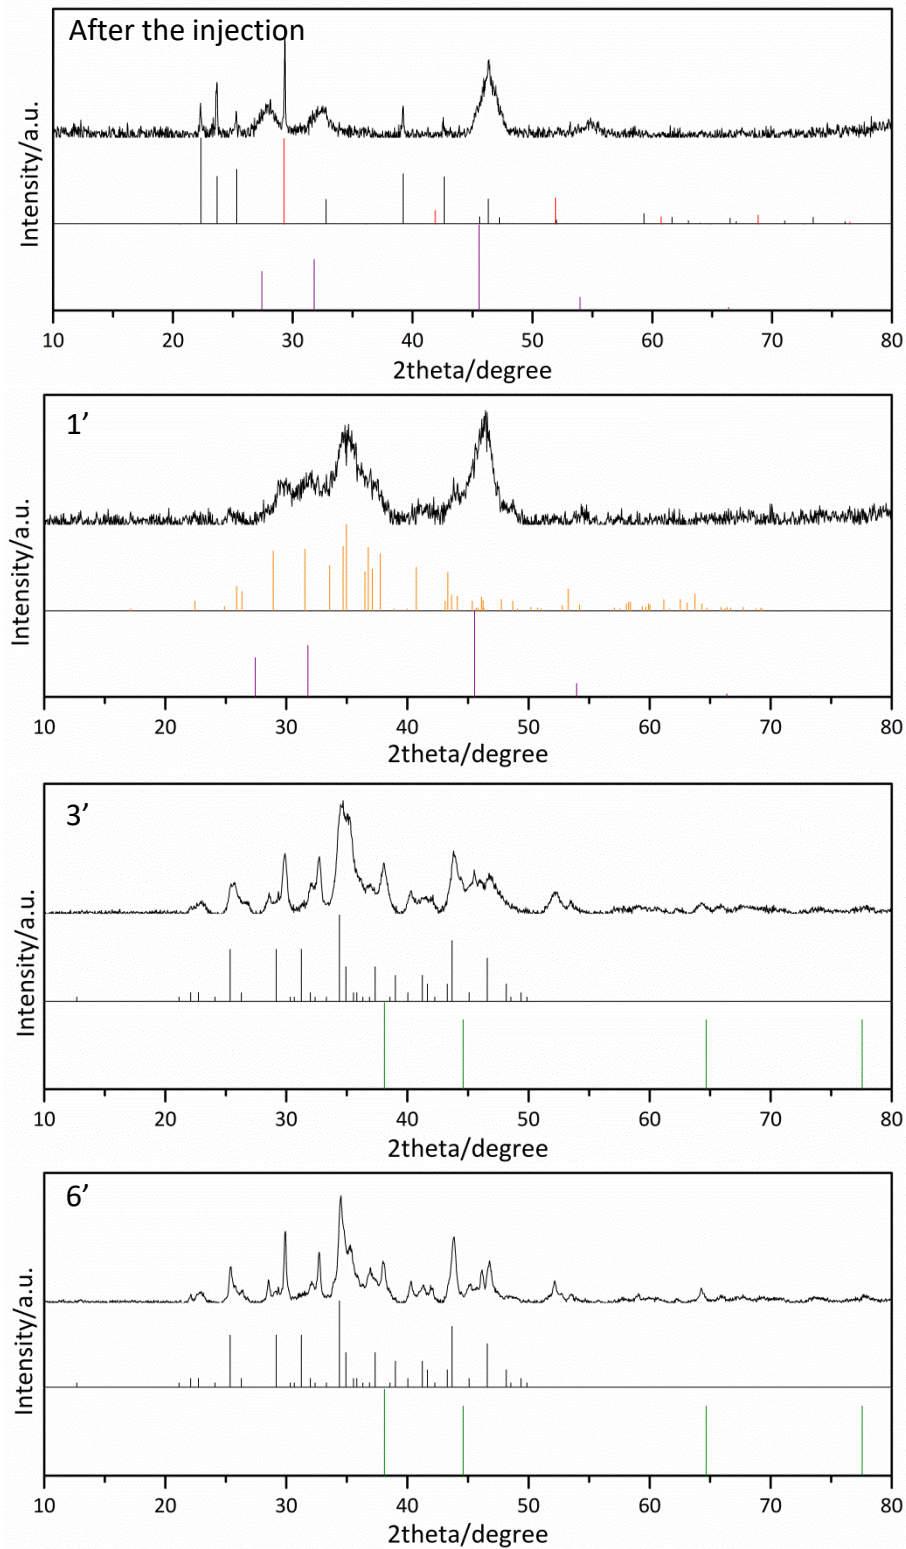 After the injection
Intensity/a.u.
10 20 30 40 50 60 70 80
2theta/degree
1’
Intensity/a.u.
10 20 30 40 50 60 70 80
2theta/degree
3’
Intensity/a.u.
10 20 30 40 50 60 70 80
2theta/degree
6’
Intensity/a.u.
10 20 30 40 50 60 70 80
2theta/degree